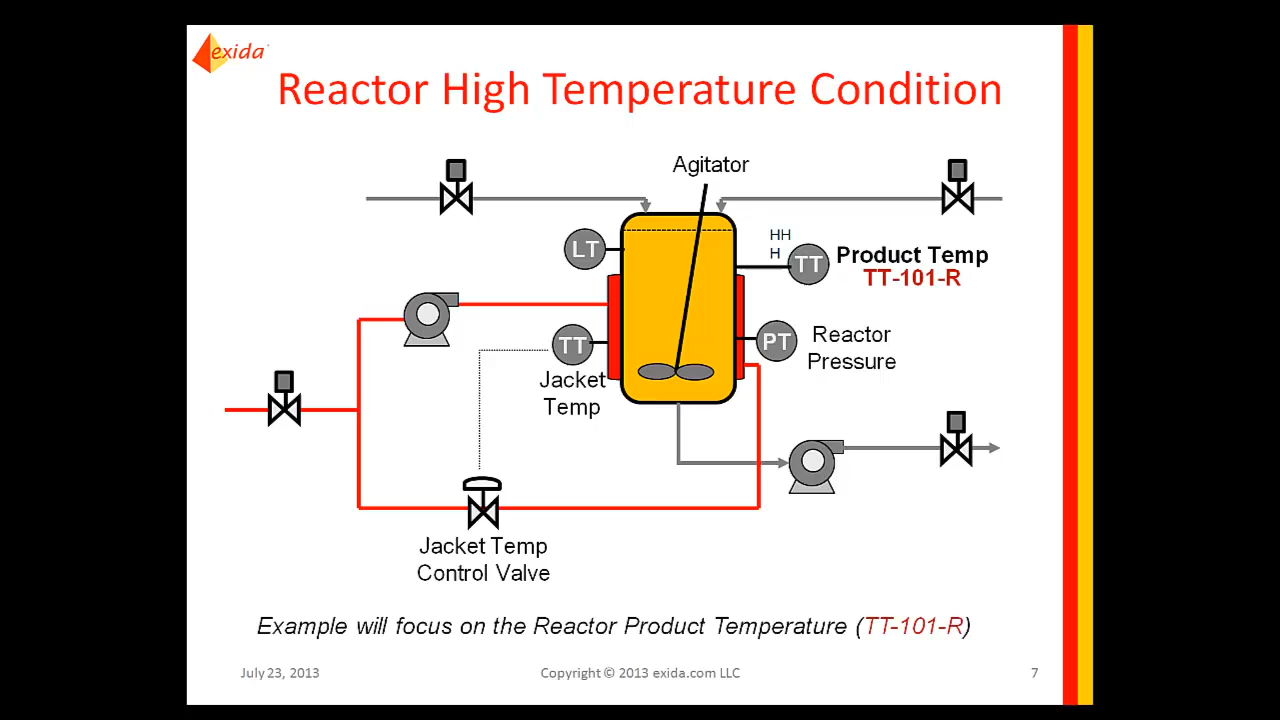 exida
Reactor High Temperature Condition
Agitator
LT
HH
H
TT
Product Temp
TT-101-R
TT
Jacket
Temp
PT
Reactor
Pressure
Jacket Temp
Control Valve
Example will focus on the Reactor Product Temperature (TT-101-R)
July 23, 2013
Copyright © 2013 exida.com LLC
7